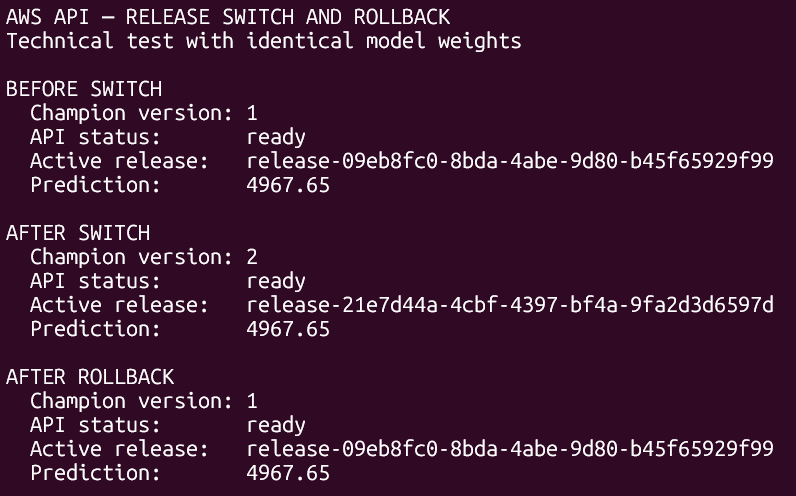 AWS API — RELEASE SWITCH AND ROLLBACK
Technical test with identical model weights
BEFORE SWITCH
Champion version: 1
API status: ready
Active release: release-09eb8fc0-8bda-4abe-9d80-b45f65929f99
Prediction: 4967.65
AFTER SWITCH
Champion version: 2
API status: ready
Active release: release-21e7d44a-4cbf-4397-bf4a-9fa2d3d6597d
Prediction: 4967.65
AFTER ROLLBACK
Champion version: 1
API status: ready
Active release: release-09eb8fc0-8bda-4abe-9d80-b45f65929f99
Prediction: 4967.65